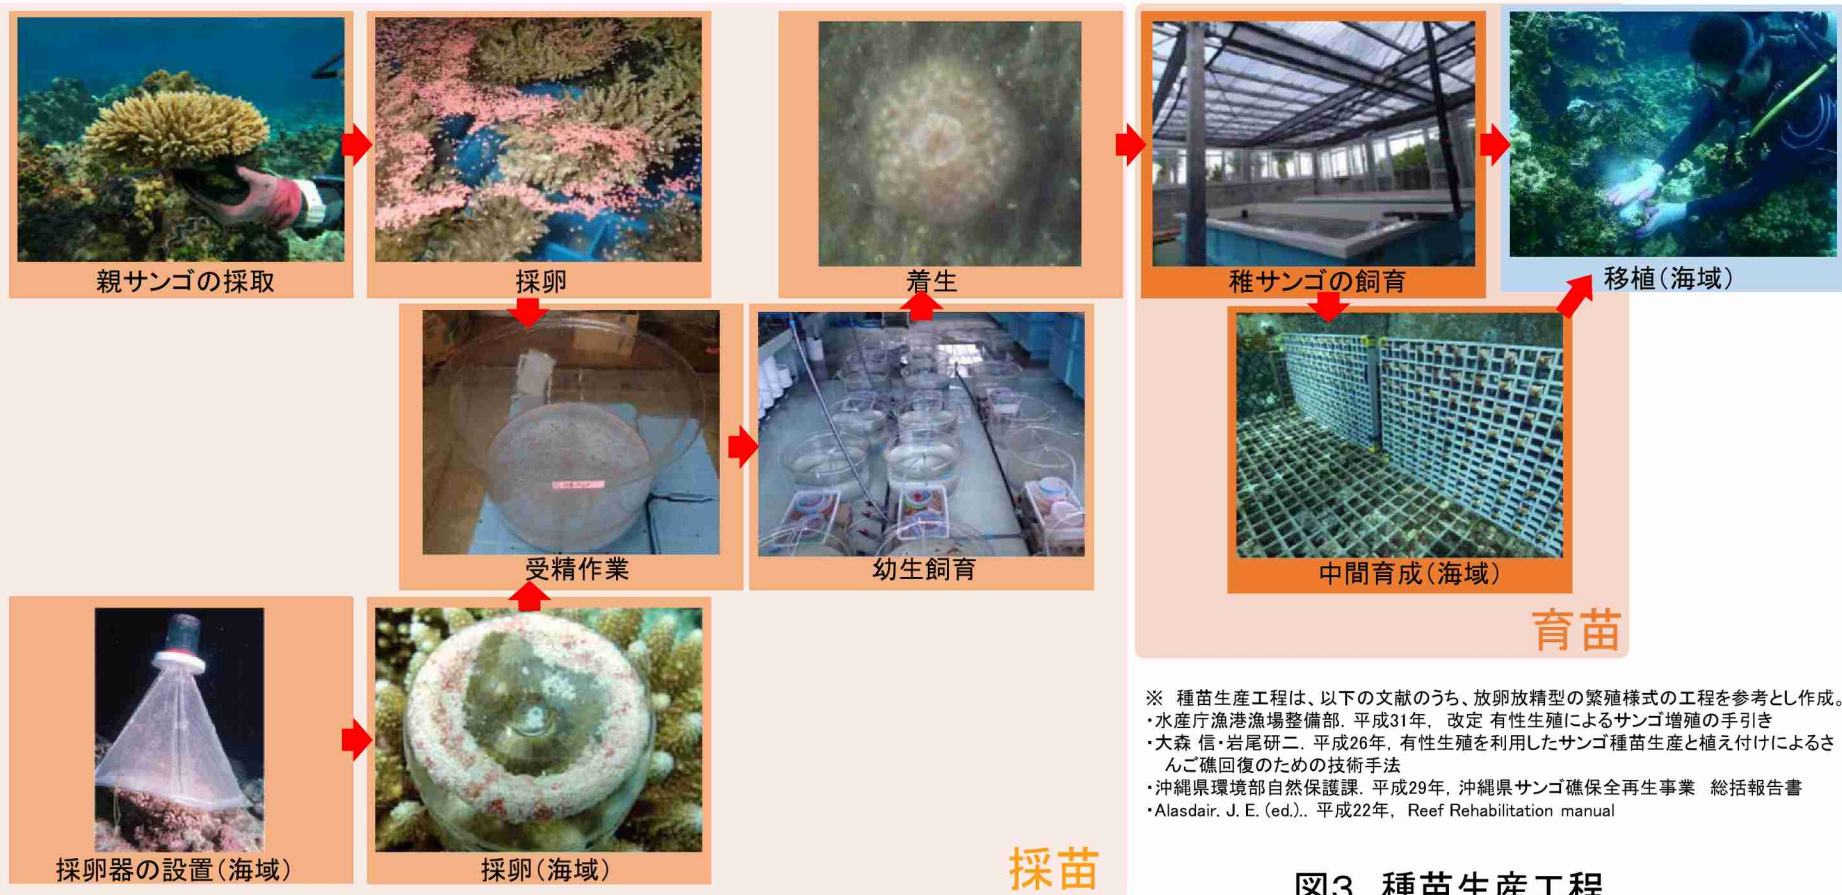 親サンゴの採取
採卵
着生
稚サンゴの飼育
移植(海域)
受精作業
幼生飼育
中間育成(海域)
採卵器の設置(海域)
採卵(海域)
採苗
育苗
※ 種苗生産工程は、以下の文献のうち、放卵放精型の繁殖様式の工程を参考とし作成。
・水産庁漁港漁場整備部. 平成31年, 改定 有性生殖によるサンゴ増殖の手引き
・大森 信・岩尾研二. 平成26年, 有性生殖を利用したサンゴ種苗生産と植え付けによるさ
んご礁回復のための技術手法
・沖縄県環境部自然保護課. 平成29年, 沖縄県サンゴ礁保全再生事業 総括報告書
・Alasdair. J. E. (ed.).. 平成22年, Reef Rehabilitation manual
図3 種苗生産工程